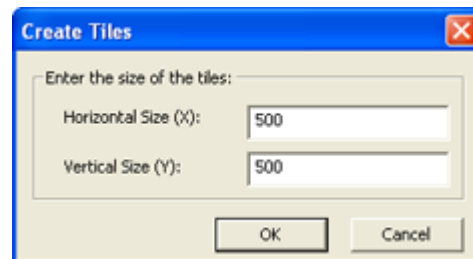 Create Tiles
Enter the size of the tiles:
Horizontal Size (X): 500
Vertical Size (Y): 500
OK Cancel